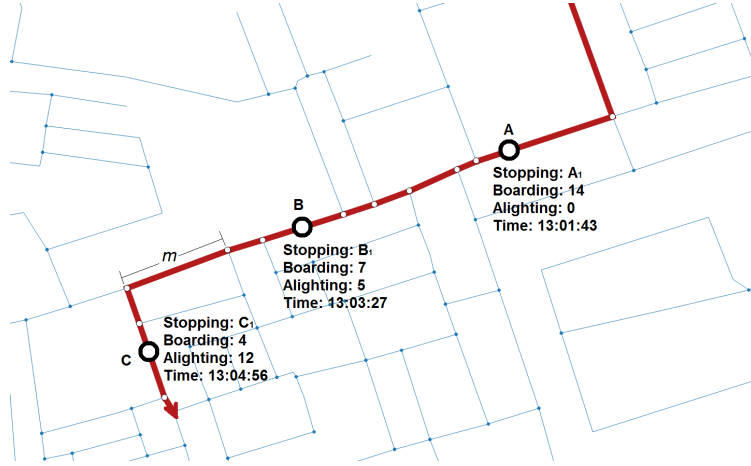 A
Stopping: A₁
Boarding: 14
Alighting: 0
Time: 13:01:43
B
Stopping: B₁
Boarding: 7
Alighting: 5
Time: 13:03:27
m
Stopping: C₁
Boarding: 4
C
Alighting: 12
Time: 13:04:56